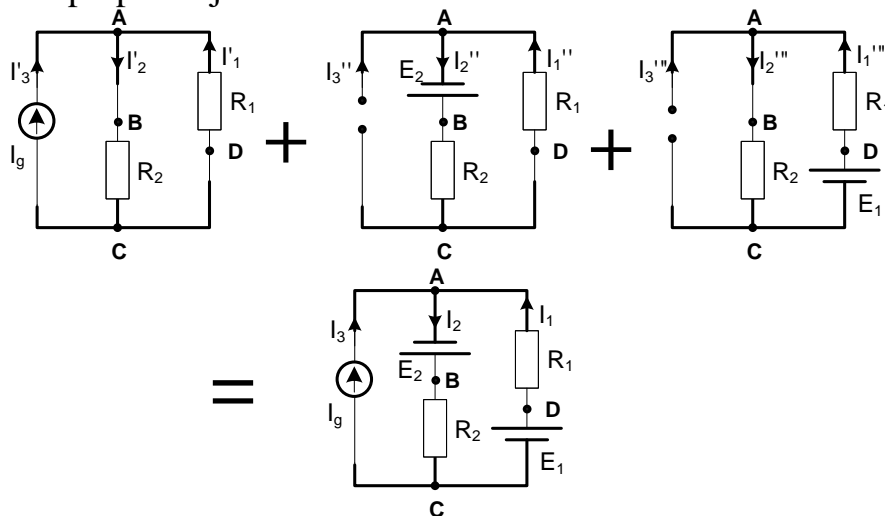 A A A
I'3 I'2 I'1 I3'' E2 I2'' I1'' I3''' I2''' I1'''
R1 R1
B B B
+ D + D D
Ig R2 R2 R2
E1
C C C
A
I3 I2 I1
= E2 B R1
D
Ig R2
E1
C